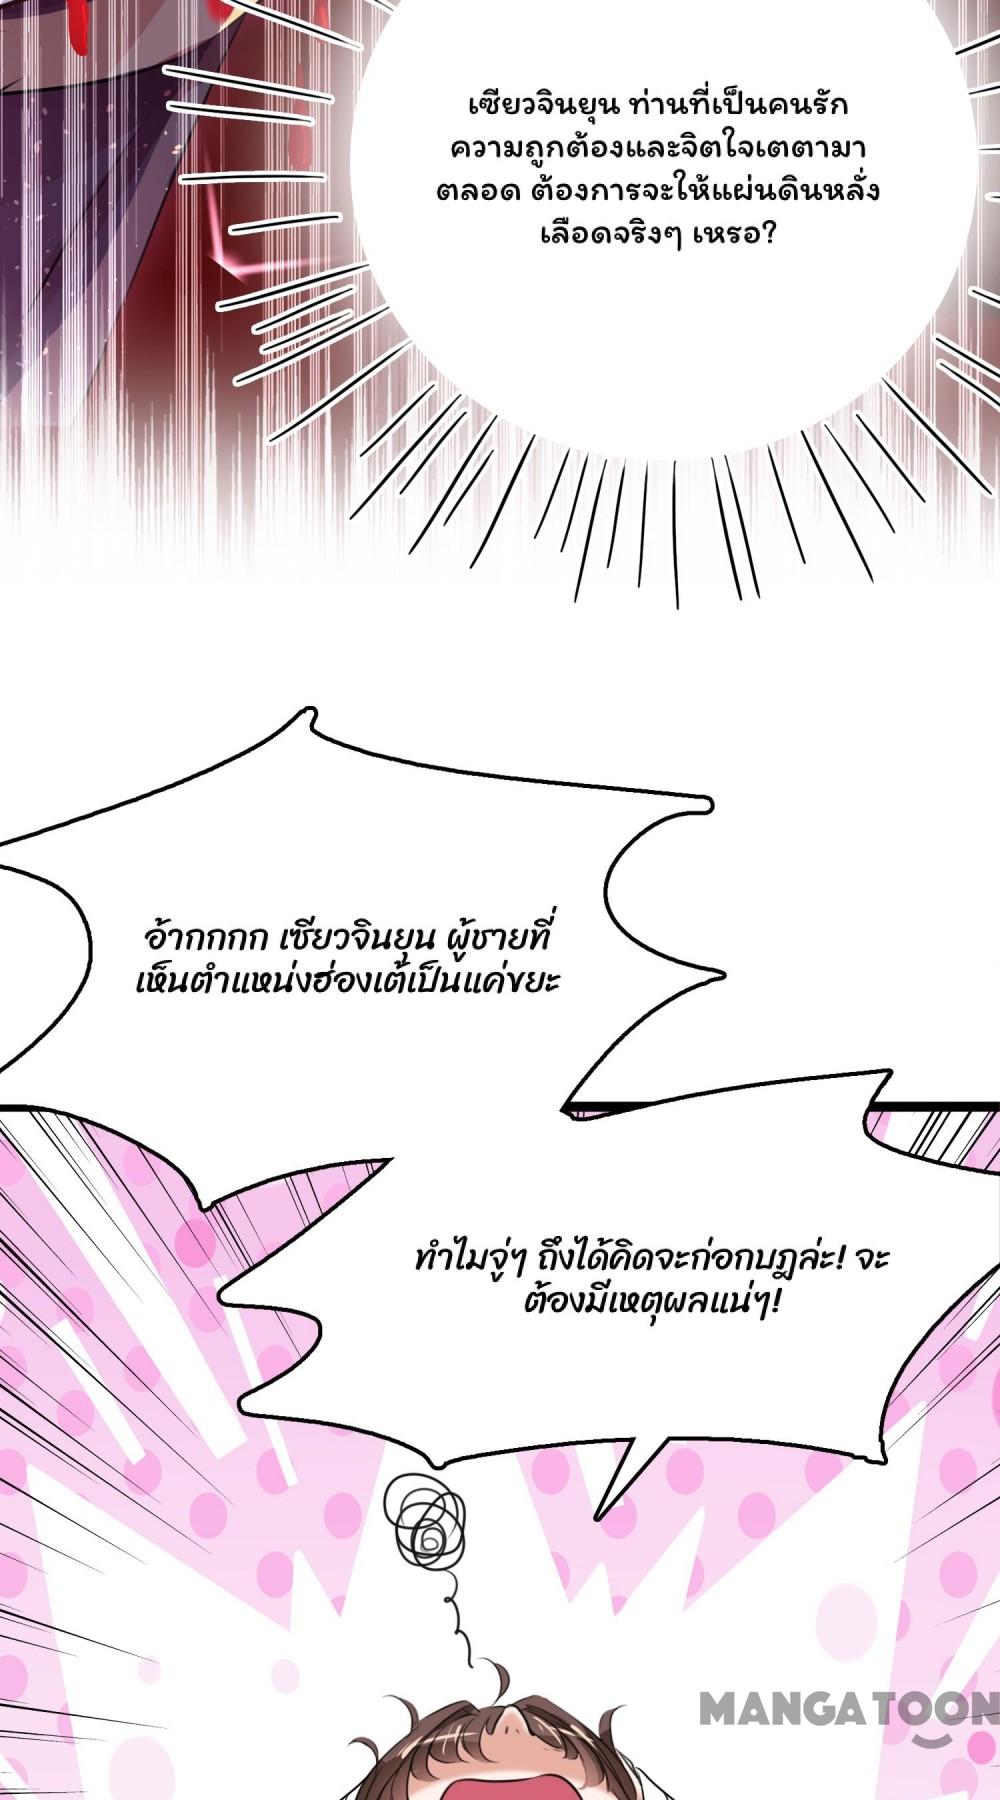 เซียวจินยุน ท่านที่เป็นคนรัก
ความถูกต้องและจิตใจเตตามา
ตลอด ต้องการจะให้แผ่นดินหลั่ง
เลือดจริงๆ เหรอ?
อ้ากกกก เซียวจินยุน ผู้ชายที่
เห็นตำแหน่งฮ่องเต้เป็นแค่ขยะ
ทำไมจู่ๆ ถึงได้คิดจะก่อกบฎล่ะ! จะ
ต้องมีเหตุผลแน่ๆ!
MANGATOON